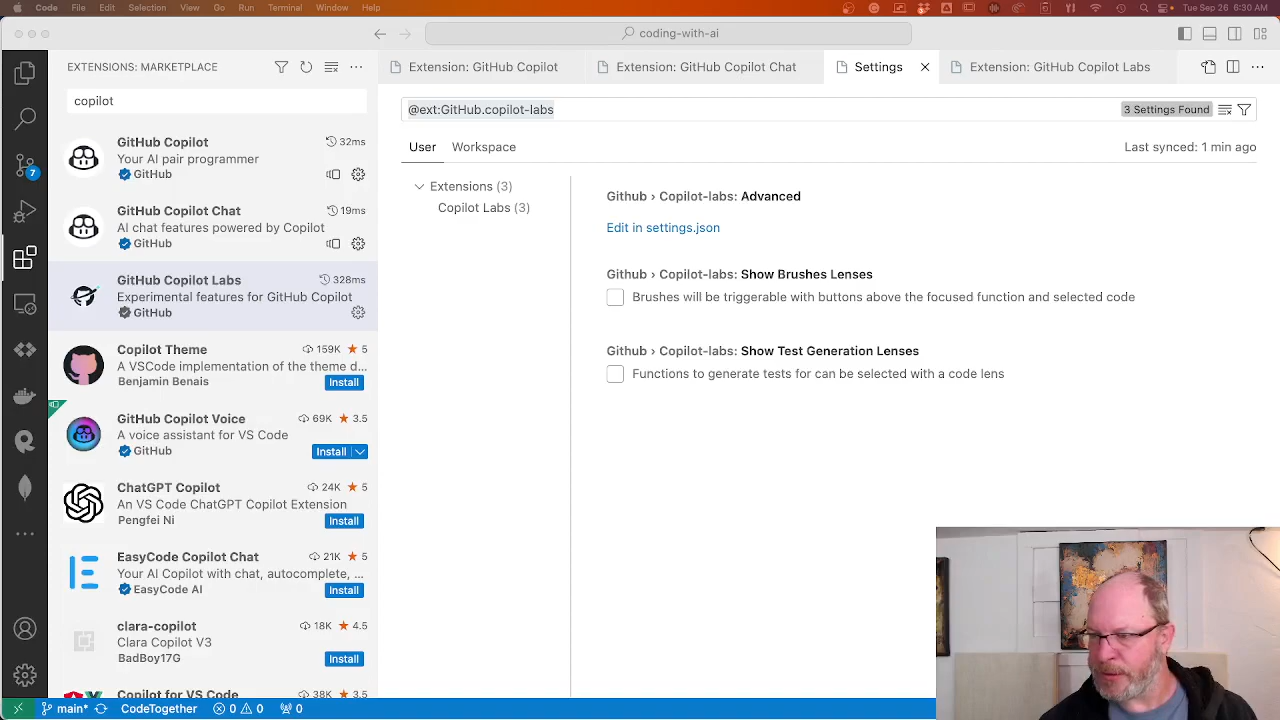 Code File Edit Selection View Go Run Terminal Window Help
Tue Sep 26 6:30 AM
coding-with-ai
EXTENSIONS: MARKETPLACE
copilot
GitHub Copilot
32ms
Your AI pair programmer
GitHub
GitHub Copilot Chat
19ms
AI chat features powered by Copilot
GitHub
GitHub Copilot Labs
328ms
Experimental features for GitHub Copilot
GitHub
Copilot Theme
159K ★ 5
A VSCode implementation of the theme d...
Benjamin Benais
Install
GitHub Copilot Voice
69K ★ 3.5
A voice assistant for VS Code
GitHub
Install
ChatGPT Copilot
24K ★ 5
An VS Code ChatGPT Copilot Extension
Pengfei Ni
Install
EasyCode Copilot Chat
21K ★ 5
Your AI Copilot with chat, autocomplete, ...
EasyCode AI
Install
clara-copilot
18K ★ 4.5
Clara Copilot V3
BadBoy17G
Install
Copilot for VS Code
38K ★ 3.5
7
Extension: GitHub Copilot
Extension: GitHub Copilot Chat
Settings
Extension: GitHub Copilot Labs
@ext:GitHub.copilot-labs
3 Settings Found
User
Workspace
Last synced: 1 min ago
Extensions (3)
Copilot Labs (3)
Github › Copilot-labs: Advanced
Edit in settings.json
Github › Copilot-labs: Show Brushes Lenses
Brushes will be triggerable with buttons above the focused function and selected code
Github › Copilot-labs: Show Test Generation Lenses
Functions to generate tests for can be selected with a code lens
main*
CodeTogether
0
0
0